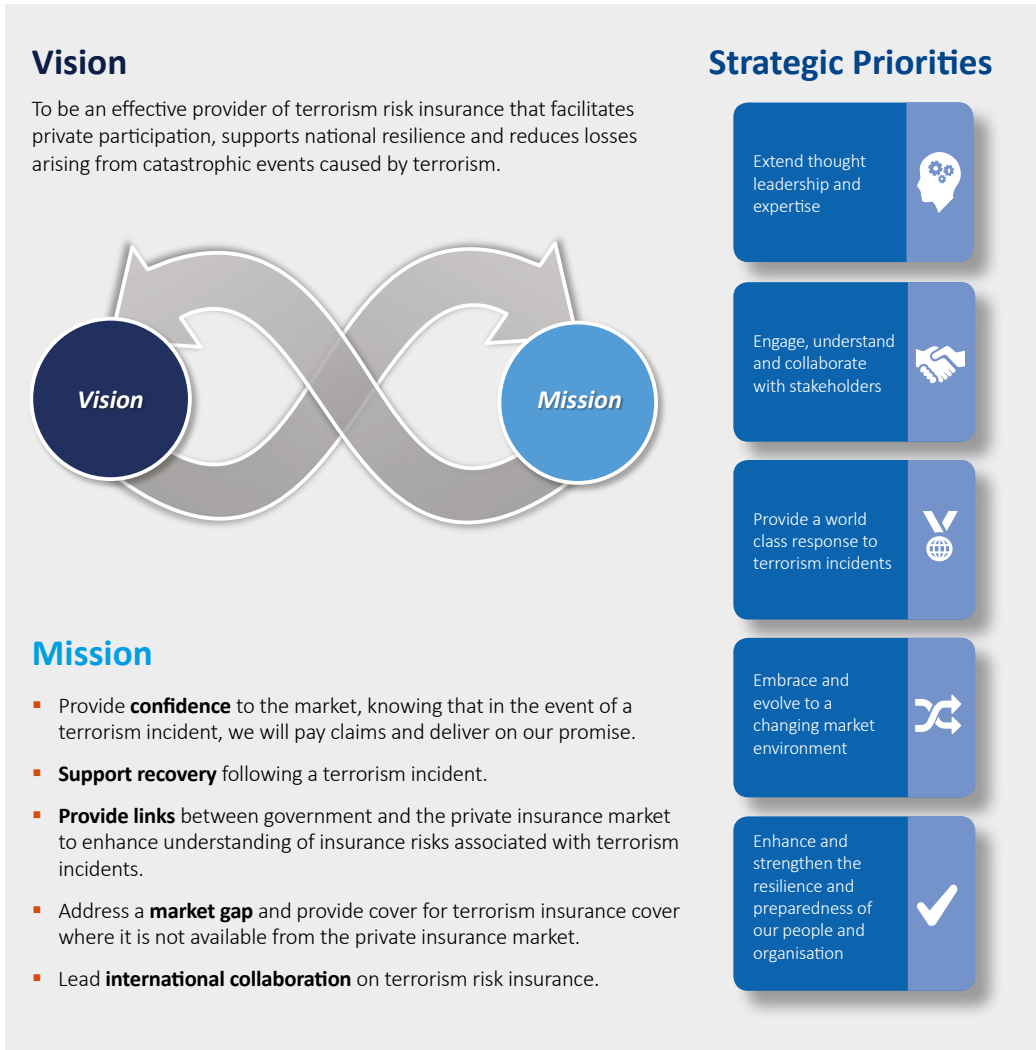 Vision
To be an effective provider of terrorism risk insurance that facilitates
private participation, supports national resilience and reduces losses
arising from catastrophic events caused by terrorism.
Vision
Mission
Mission
▪ Provide confidence to the market, knowing that in the event of a
terrorism incident, we will pay claims and deliver on our promise.
▪ Support recovery following a terrorism incident.
▪ Provide links between government and the private insurance market
to enhance understanding of insurance risks associated with terrorism
incidents.
▪ Address a market gap and provide cover for terrorism insurance cover
where it is not available from the private insurance market.
▪ Lead international collaboration on terrorism risk insurance.
Strategic Priorities
Extend thought
leadership and
expertise
Engage, understand
and collaborate
with stakeholders
Provide a world
class response to
terrorism incidents
Embrace and
evolve to a
changing market
environment
Enhance and
strengthen the
resilience and
preparedness of
our people and
organisation